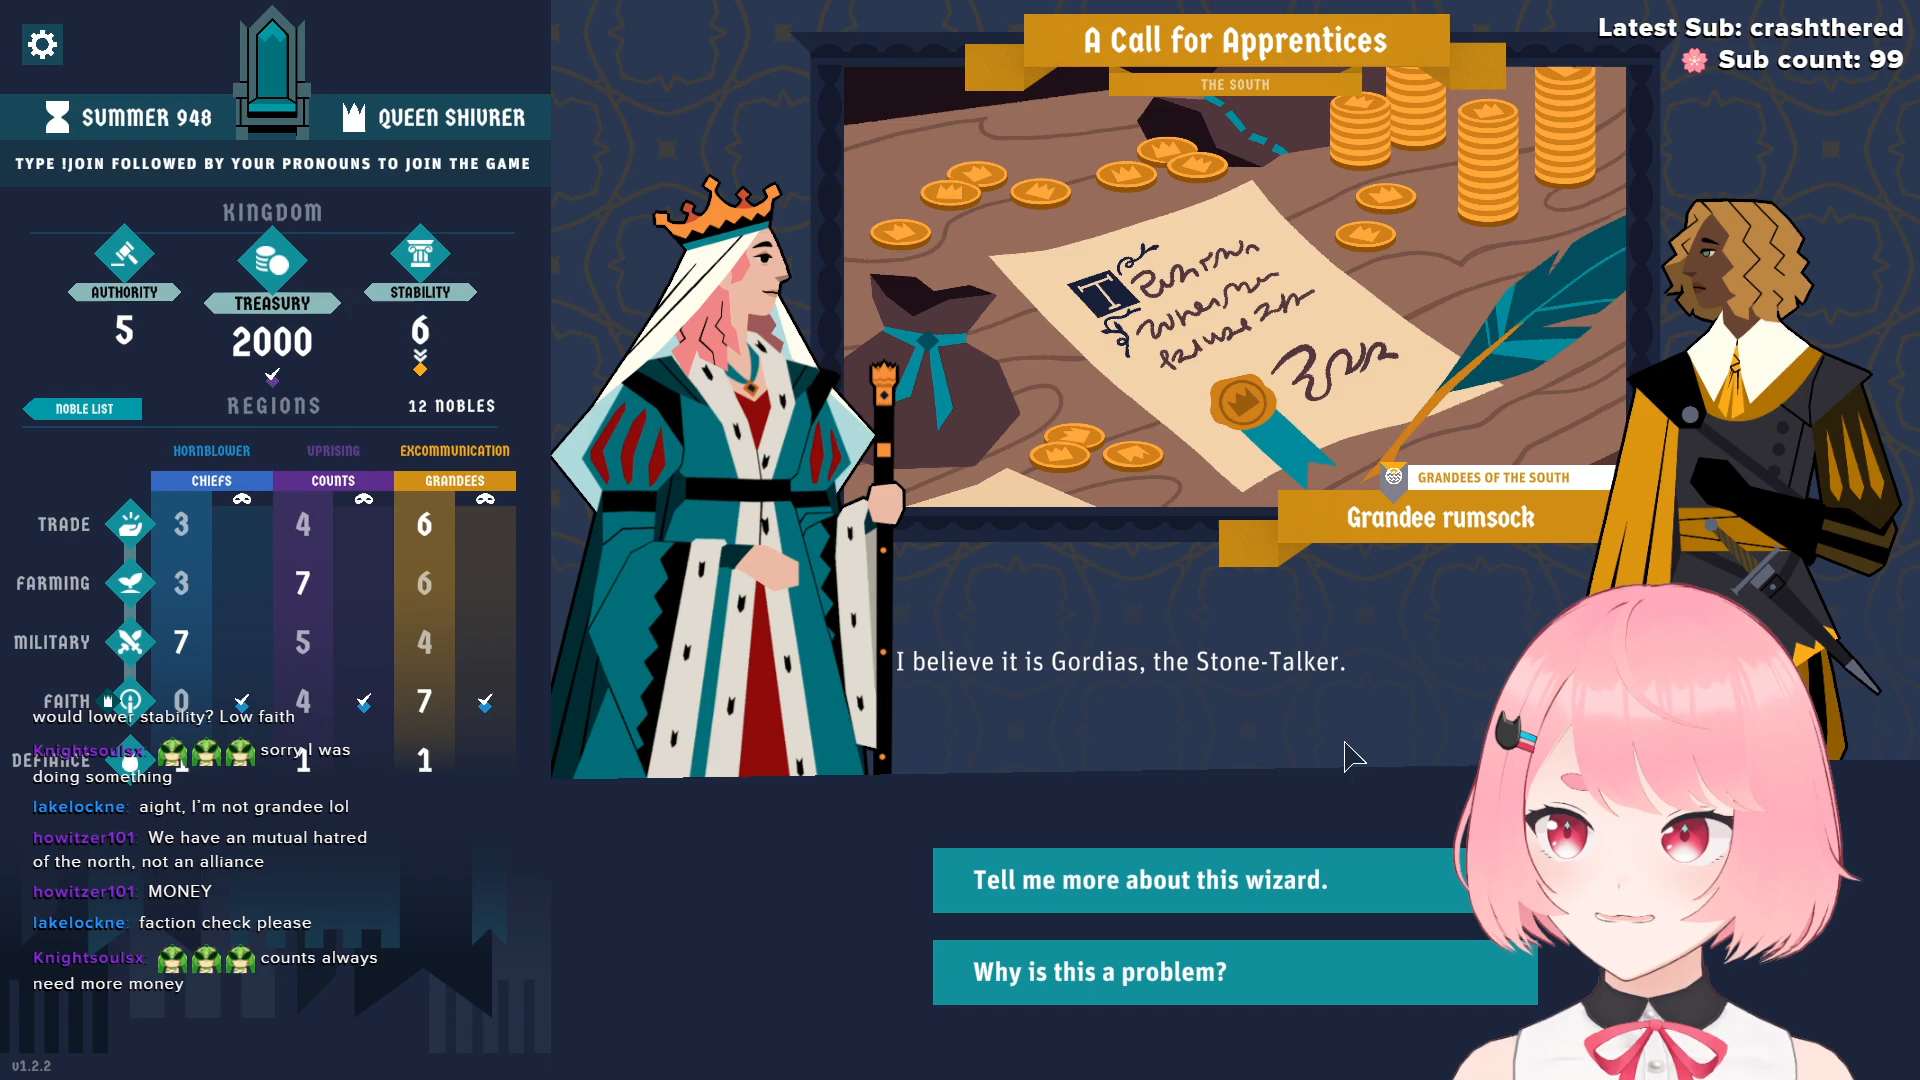 A Call for Apprentices
THE SOUTH
Latest Sub: crashthered
Sub count: 99
SUMMER 948
QUEEN SHIVRER
TYPE !JOIN FOLLOWED BY YOUR PRONOUNS TO JOIN THE GAME
KINGDOM
AUTHORITY
TREASURY
STABILITY
5
2000
6
NOBLE LIST
REGIONS
12 NOBLES
HORNBLOWER
UPRISING
EXCOMMUNICATION
CHIEFS
COUNTS
GRANDEES
TRADE 3 4 6
FARMING 3 7 6
MILITARY 7 5 4
FAITH 0 4 7
DEFIANCE 1 1 1
would lower stability? Low faith
Knightsoulsx: sorry I was
doing something
lakelockne: aight, I'm not grandee lol
howitzer101: We have an mutual hatred
of the north, not an alliance
howitzer101: MONEY
lakelockne: faction check please
Knightsoulsx: counts always
need more money
v1.2.2
GRANDEES OF THE SOUTH
Grandee rumsock
I believe it is Gordias, the Stone-Talker.
Tell me more about this wizard.
Why is this a problem?